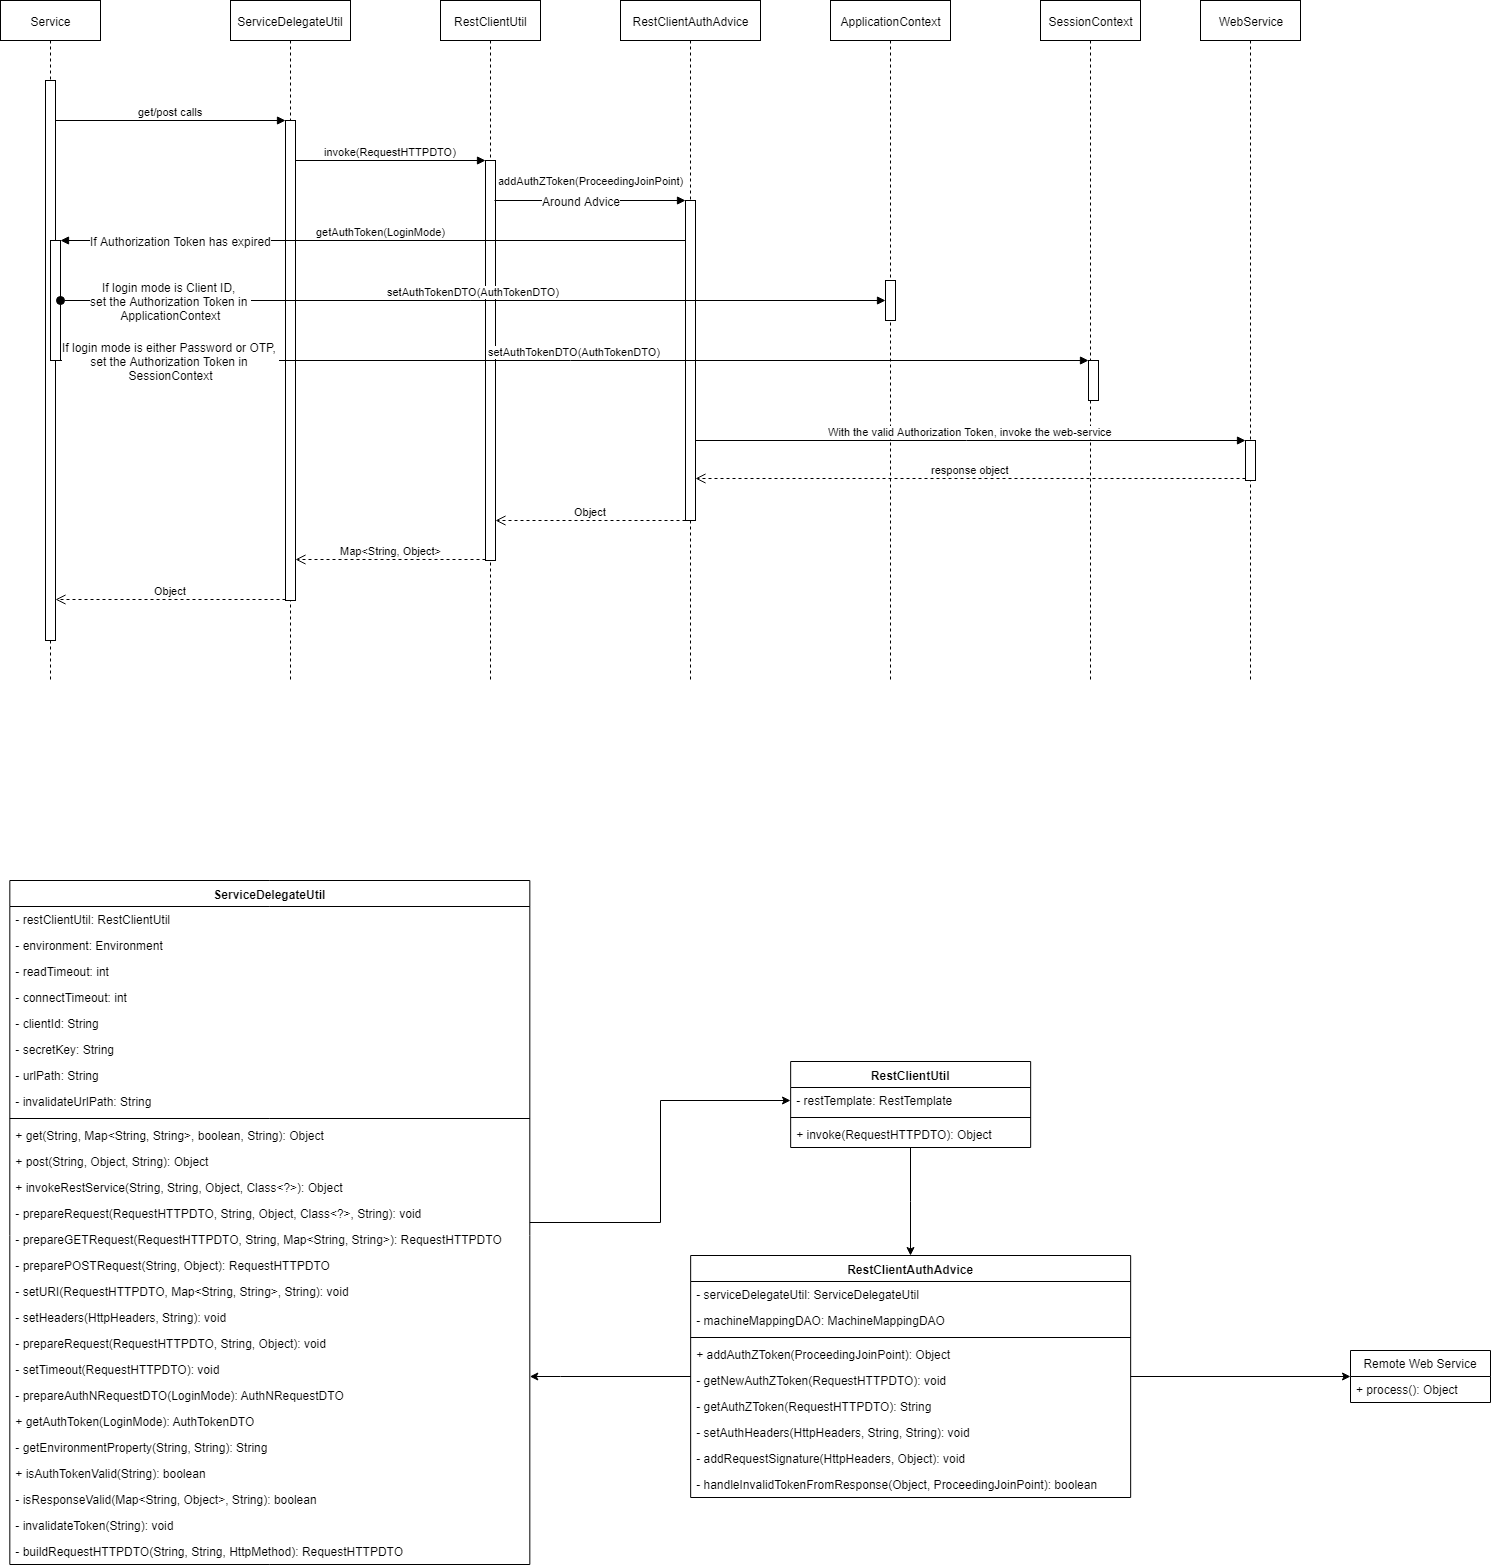 Service
ServiceDelegateUtil
RestClientUtil
RestClientAuthAdvice
ApplicationContext
SessionContext
WebService
get/post calls
invoke(RequestHTTPDTO)
addAuthZToken(ProceedingJoinPoint)
Around Advice
getAuthToken(LoginMode)
If Authorization Token has expired
If login mode is Client ID,
set the Authorization Token in
ApplicationContext
setAuthTokenDTO(AuthTokenDTO)
If login mode is either Password or OTP,
set the Authorization Token in
SessionContext
setAuthTokenDTO(AuthTokenDTO)
With the valid Authorization Token, invoke the web-service
response object
Object
Map<String, Object>
Object
ServiceDelegateUtil
- restClientUtil: RestClientUtil
- environment: Environment
- readTimeout: int
- connectTimeout: int
- clientId: String
- secretKey: String
- urlPath: String
- invalidateUrlPath: String
+ get(String, Map<String, String>, boolean, String): Object
+ post(String, Object, String): Object
+ invokeRestService(String, String, Object, Class<?>): Object
- prepareRequest(RequestHTTPDTO, String, Object, Class<?>, String): void
- prepareGETRequest(RequestHTTPDTO, String, Map<String, String>): RequestHTTPDTO
- preparePOSTRequest(String, Object): RequestHTTPDTO
- setURI(RequestHTTPDTO, Map<String, String>, String): void
- setHeaders(HttpHeaders, String): void
- prepareRequest(RequestHTTPDTO, String, Object): void
- setTimeout(RequestHTTPDTO): void
- prepareAuthNRequestDTO(LoginMode): AuthNRequestDTO
+ getAuthToken(LoginMode): AuthTokenDTO
- getEnvironmentProperty(String, String): String
+ isAuthTokenValid(String): boolean
- isResponseValid(Map<String, Object>, String): boolean
- invalidateToken(String): void
- buildRequestHTTPDTO(String, String, HttpMethod): RequestHTTPDTO
RestClientUtil
- restTemplate: RestTemplate
+ invoke(RequestHTTPDTO): Object
RestClientAuthAdvice
- serviceDelegateUtil: ServiceDelegateUtil
- machineMappingDAO: MachineMappingDAO
+ addAuthZToken(ProceedingJoinPoint): Object
- getNewAuthZToken(RequestHTTPDTO): void
- getAuthZToken(RequestHTTPDTO): String
- setAuthHeaders(HttpHeaders, String, String): void
- addRequestSignature(HttpHeaders, Object): void
- handleInvalidTokenFromResponse(Object, ProceedingJoinPoint): boolean
Remote Web Service
+ process(): Object